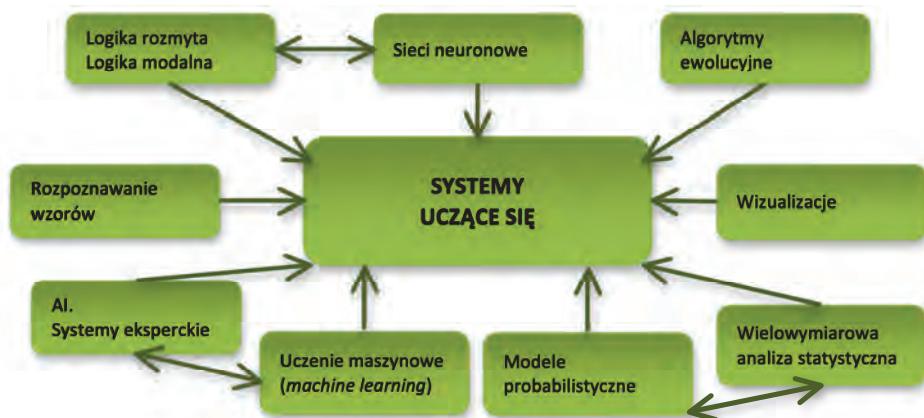 Logika rozmyta
Logika modalna
Sieci neuronowe
Algorytmy
ewolucyjne
Rozpoznawanie
wzorów
SYSTEMY
UCZĄCE SIĘ
Wizualizacje
AI.
Systemy eksperckie
Uczenie maszynowe
(machine learning)
Modele
probabilistyczne
Wielowymiarowa
analiza statystyczna